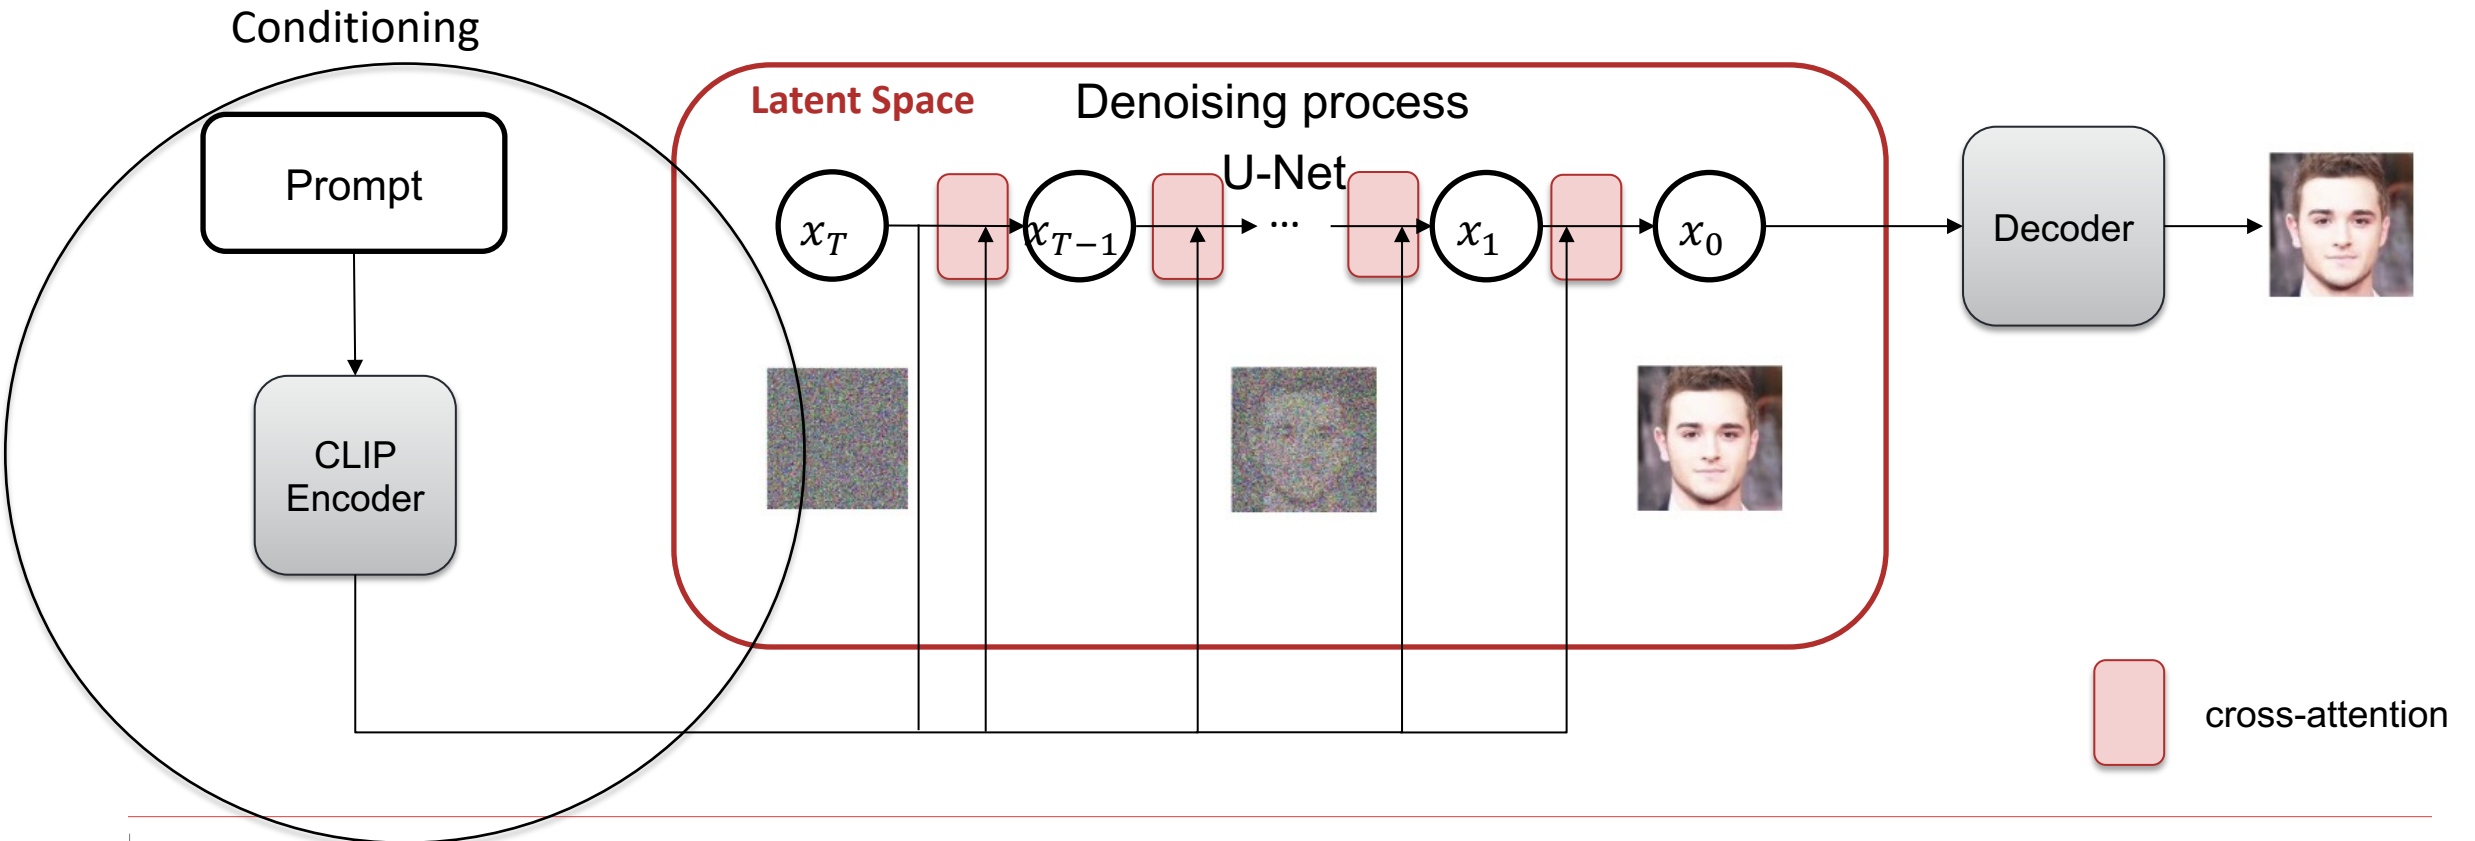 Conditioning
Prompt
CLIP
Encoder
Latent Space
Denoising process
U-Net
x_T
x_{T-1}
...
x_1
x_0
Decoder
cross-attention